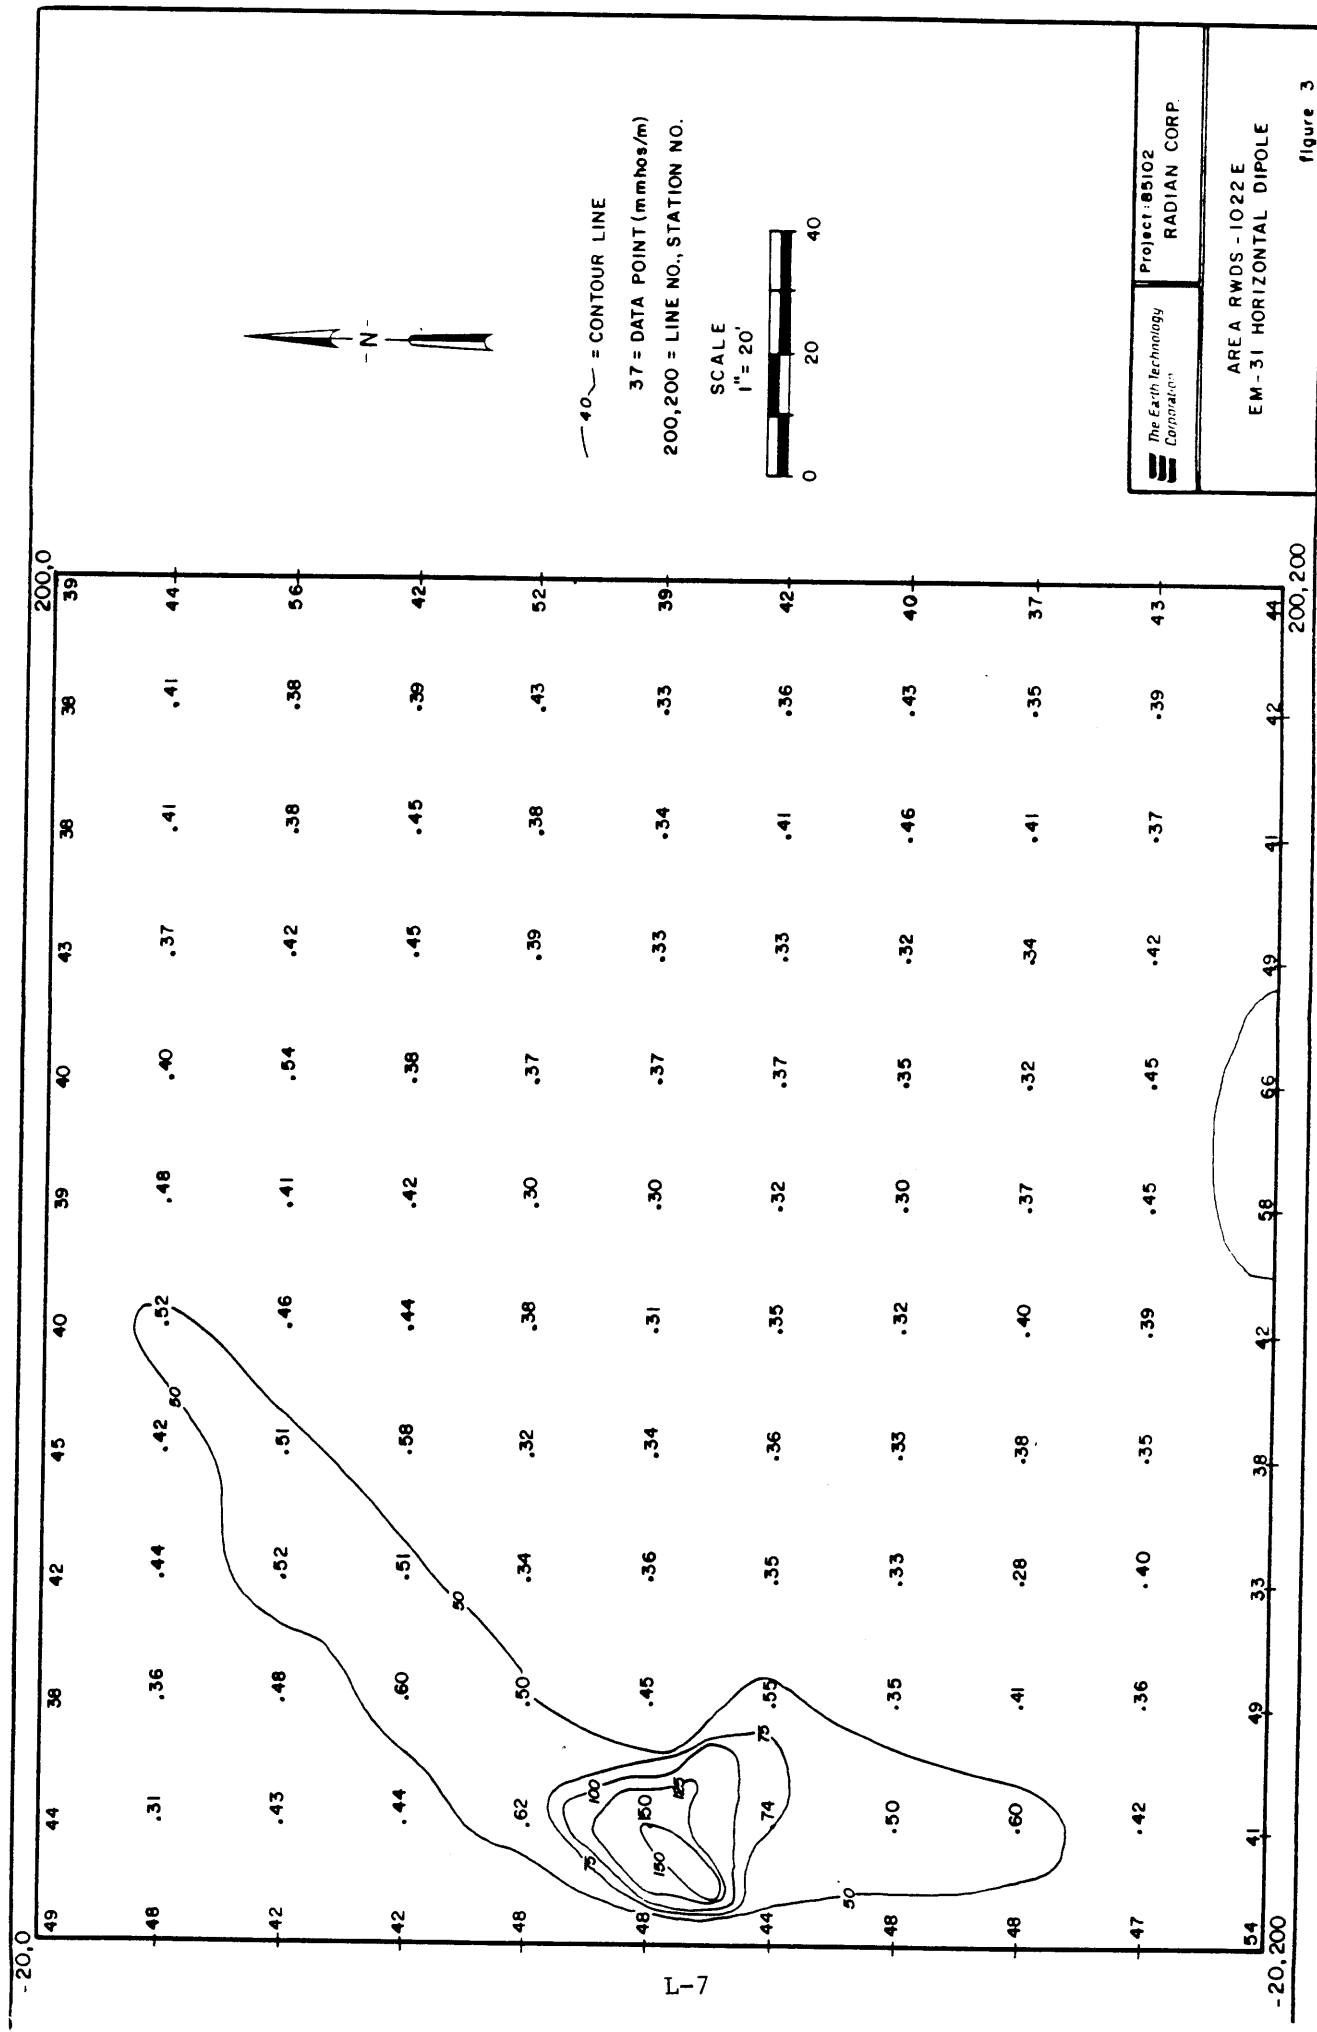 -20,0
200,0
49 44 38 42 45 40 39 40 43 38 38 39
48 .31 .36 .44 .42 .52 .48 .40 .37 .41 .41 44
50
42 .43 .48 .52 .51 .46 .41 .54 .42 .38 .38 56
42 .44 .60 .51 .58 .44 .42 .38 .45 .45 .39 42
50
48 .62 .50 .34 .32 .38 .30 .37 .39 .38 .43 52
75 100
48 150 .45 .36 .34 .31 .30 .37 .33 .34 .33 39
150 125
75
44 .74 .55 .35 .36 .35 .32 .37 .33 .41 .36 42
50
48 .50 .35 .33 .33 .32 .30 .35 .32 .46 .43 40
48 .60 .41 .28 .38 .40 .37 .32 .34 .41 .35 37
47 .42 .36 .40 .35 .39 .45 .45 .42 .37 .39 43
54 41 49 33 38 42 58 66 49 41 42 44
-20,200
200,200
-N-
40 = CONTOUR LINE
37 = DATA POINT (mmhos/m)
200,200 = LINE NO., STATION NO.
SCALE
1" = 20'
0 20 40
The Earth Technology
Corporation
Project: 85102
RADIAN CORP.
AREA RWDS-1022E
EM-31 HORIZONTAL DIPOLE
figure 3
L-7